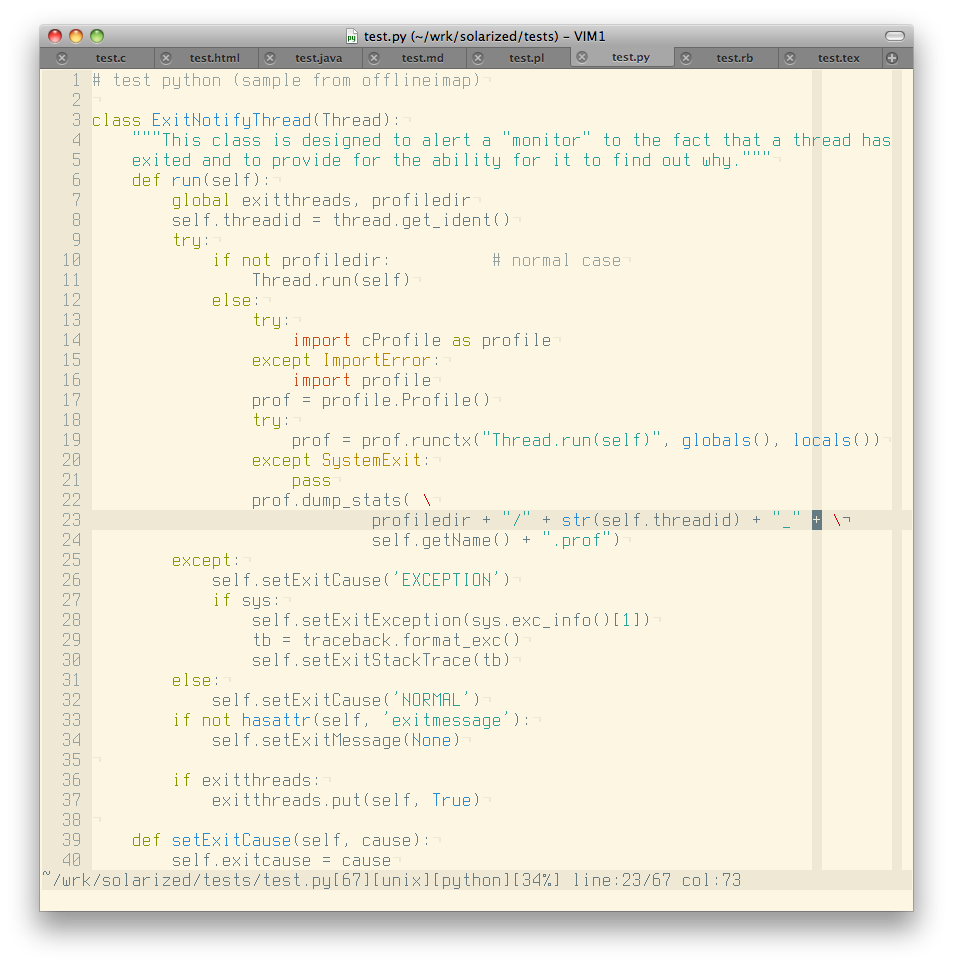 test.py (~/wrk/solarized/tests) – VIM1
test.c test.html test.java test.md test.pl test.py test.rb test.tex
1 # test python (sample from offlineimap)¬
2 ¬
3 class ExitNotifyThread(Thread):¬
4     """This class is designed to alert a "monitor" to the fact that a thread has
5     exited and to provide for the ability for it to find out why."""¬
6     def run(self):¬
7         global exitthreads, profiledir¬
8         self.threadid = thread.get_ident()¬
9         try:¬
10             if not profiledir:          # normal case¬
11                 Thread.run(self)¬
12             else:¬
13                 try:¬
14                     import cProfile as profile¬
15                 except ImportError:¬
16                     import profile¬
17                 prof = profile.Profile()¬
18                 try:¬
19                     prof = prof.runctx("Thread.run(self)", globals(), locals())¬
20                 except SystemExit:¬
21                     pass¬
22                 prof.dump_stats( \¬
23                             profiledir + "/" + str(self.threadid) + "_" + \¬
24                             self.getName() + ".prof")¬
25         except:¬
26             self.setExitCause('EXCEPTION')¬
27             if sys:¬
28                 self.setExitException(sys.exc_info()[1])¬
29                 tb = traceback.format_exc()¬
30                 self.setExitStackTrace(tb)¬
31         else:¬
32             self.setExitCause('NORMAL')¬
33         if not hasattr(self, 'exitmessage'):¬
34             self.setExitMessage(None)¬
35 ¬
36         if exitthreads:¬
37             exitthreads.put(self, True)¬
38 ¬
39     def setExitCause(self, cause):¬
40         self.exitcause = cause¬
~/wrk/solarized/tests/test.py[67][unix][python][34%] line:23/67 col:73